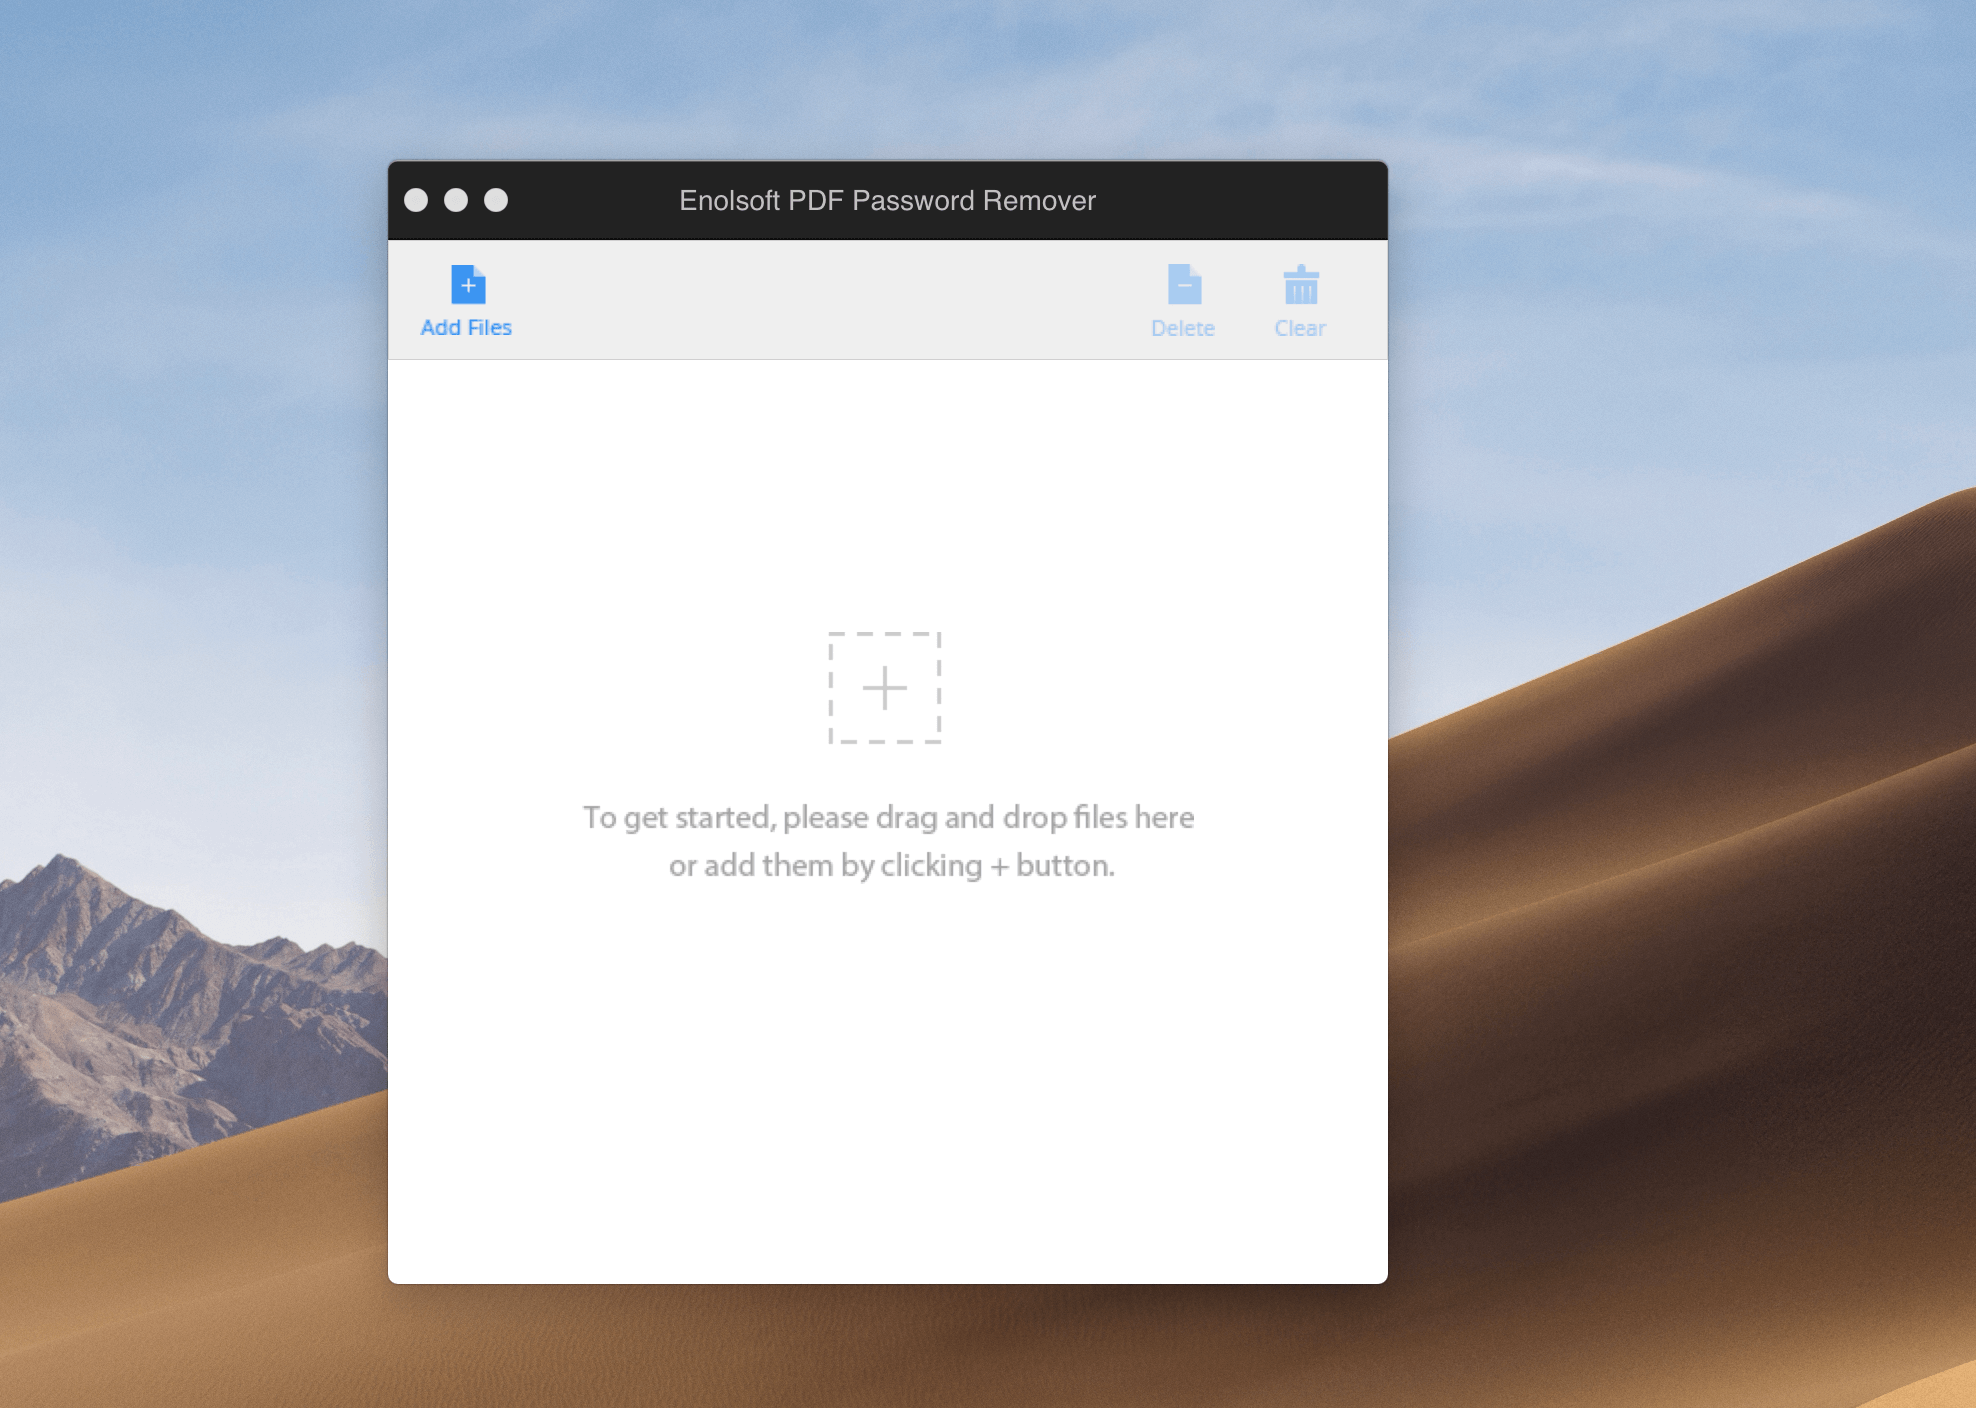 Enolsoft PDF Password Remover
Add Files
Delete
Clear
To get started, please drag and drop files here
or add them by clicking + button.